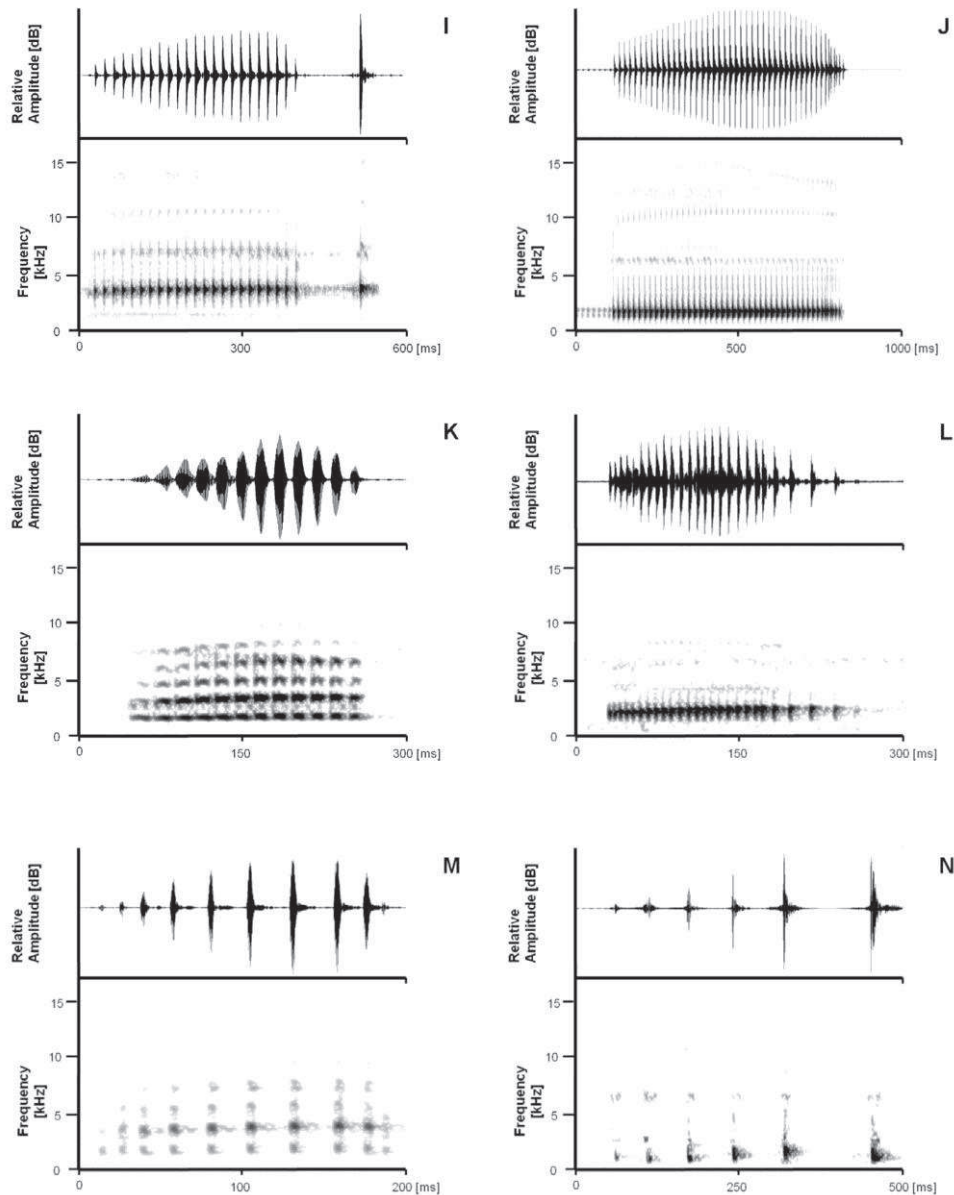 I
Relative
Amplitude [dB]
Frequency
[kHz]
15
10
5
0
0
300
600 [ms]
J
Relative
Amplitude [dB]
Frequency
[kHz]
15
10
5
0
0
500
1000 [ms]
K
Relative
Amplitude [dB]
Frequency
[kHz]
15
10
5
0
0
150
300 [ms]
L
Relative
Amplitude [dB]
Frequency
[kHz]
15
10
5
0
0
150
300 [ms]
M
Relative
Amplitude [dB]
Frequency
[kHz]
15
10
5
0
0
100
200 [ms]
N
Relative
Amplitude [dB]
Frequency
[kHz]
15
10
5
0
0
250
500 [ms]